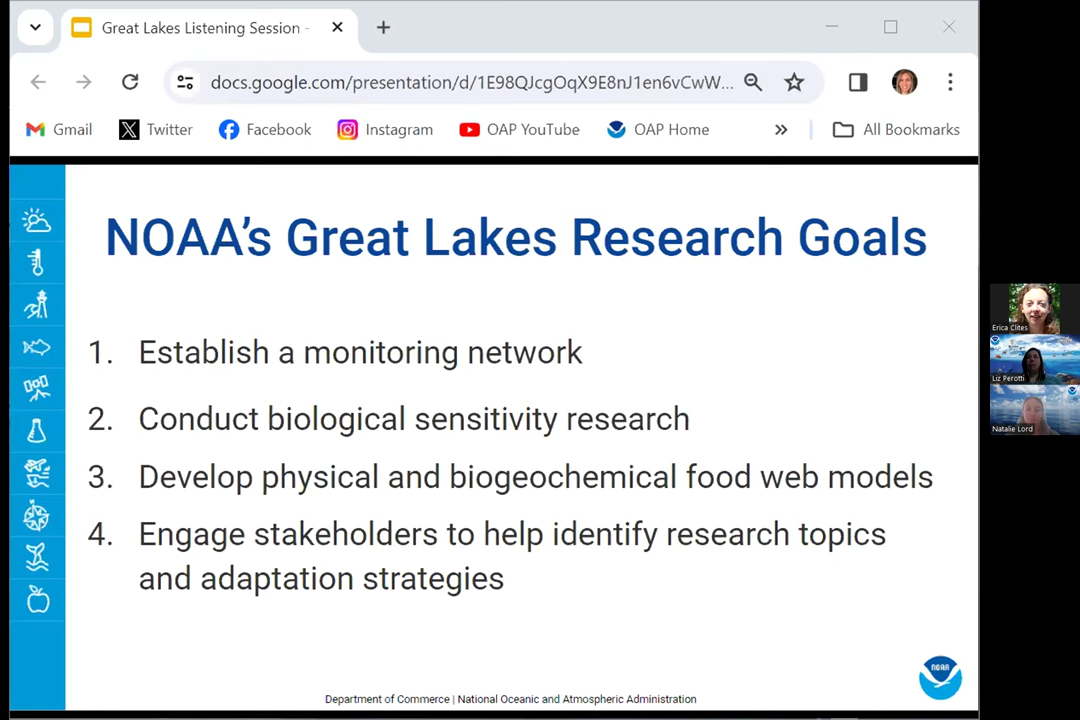 Great Lakes Listening Session -
docs.google.com/presentation/d/1E98QJcgOqX9E8nJ1en6vCwW...
Gmail
Twitter
Facebook
Instagram
OAP YouTube
OAP Home
All Bookmarks
NOAA's Great Lakes Research Goals
1. Establish a monitoring network
2. Conduct biological sensitivity research
3. Develop physical and biogeochemical food web models
4. Engage stakeholders to help identify research topics
and adaptation strategies
Erica Clites
Liz Perotti
Natalie Lord
NOAA
Department of Commerce | National Oceanic and Atmospheric Administration